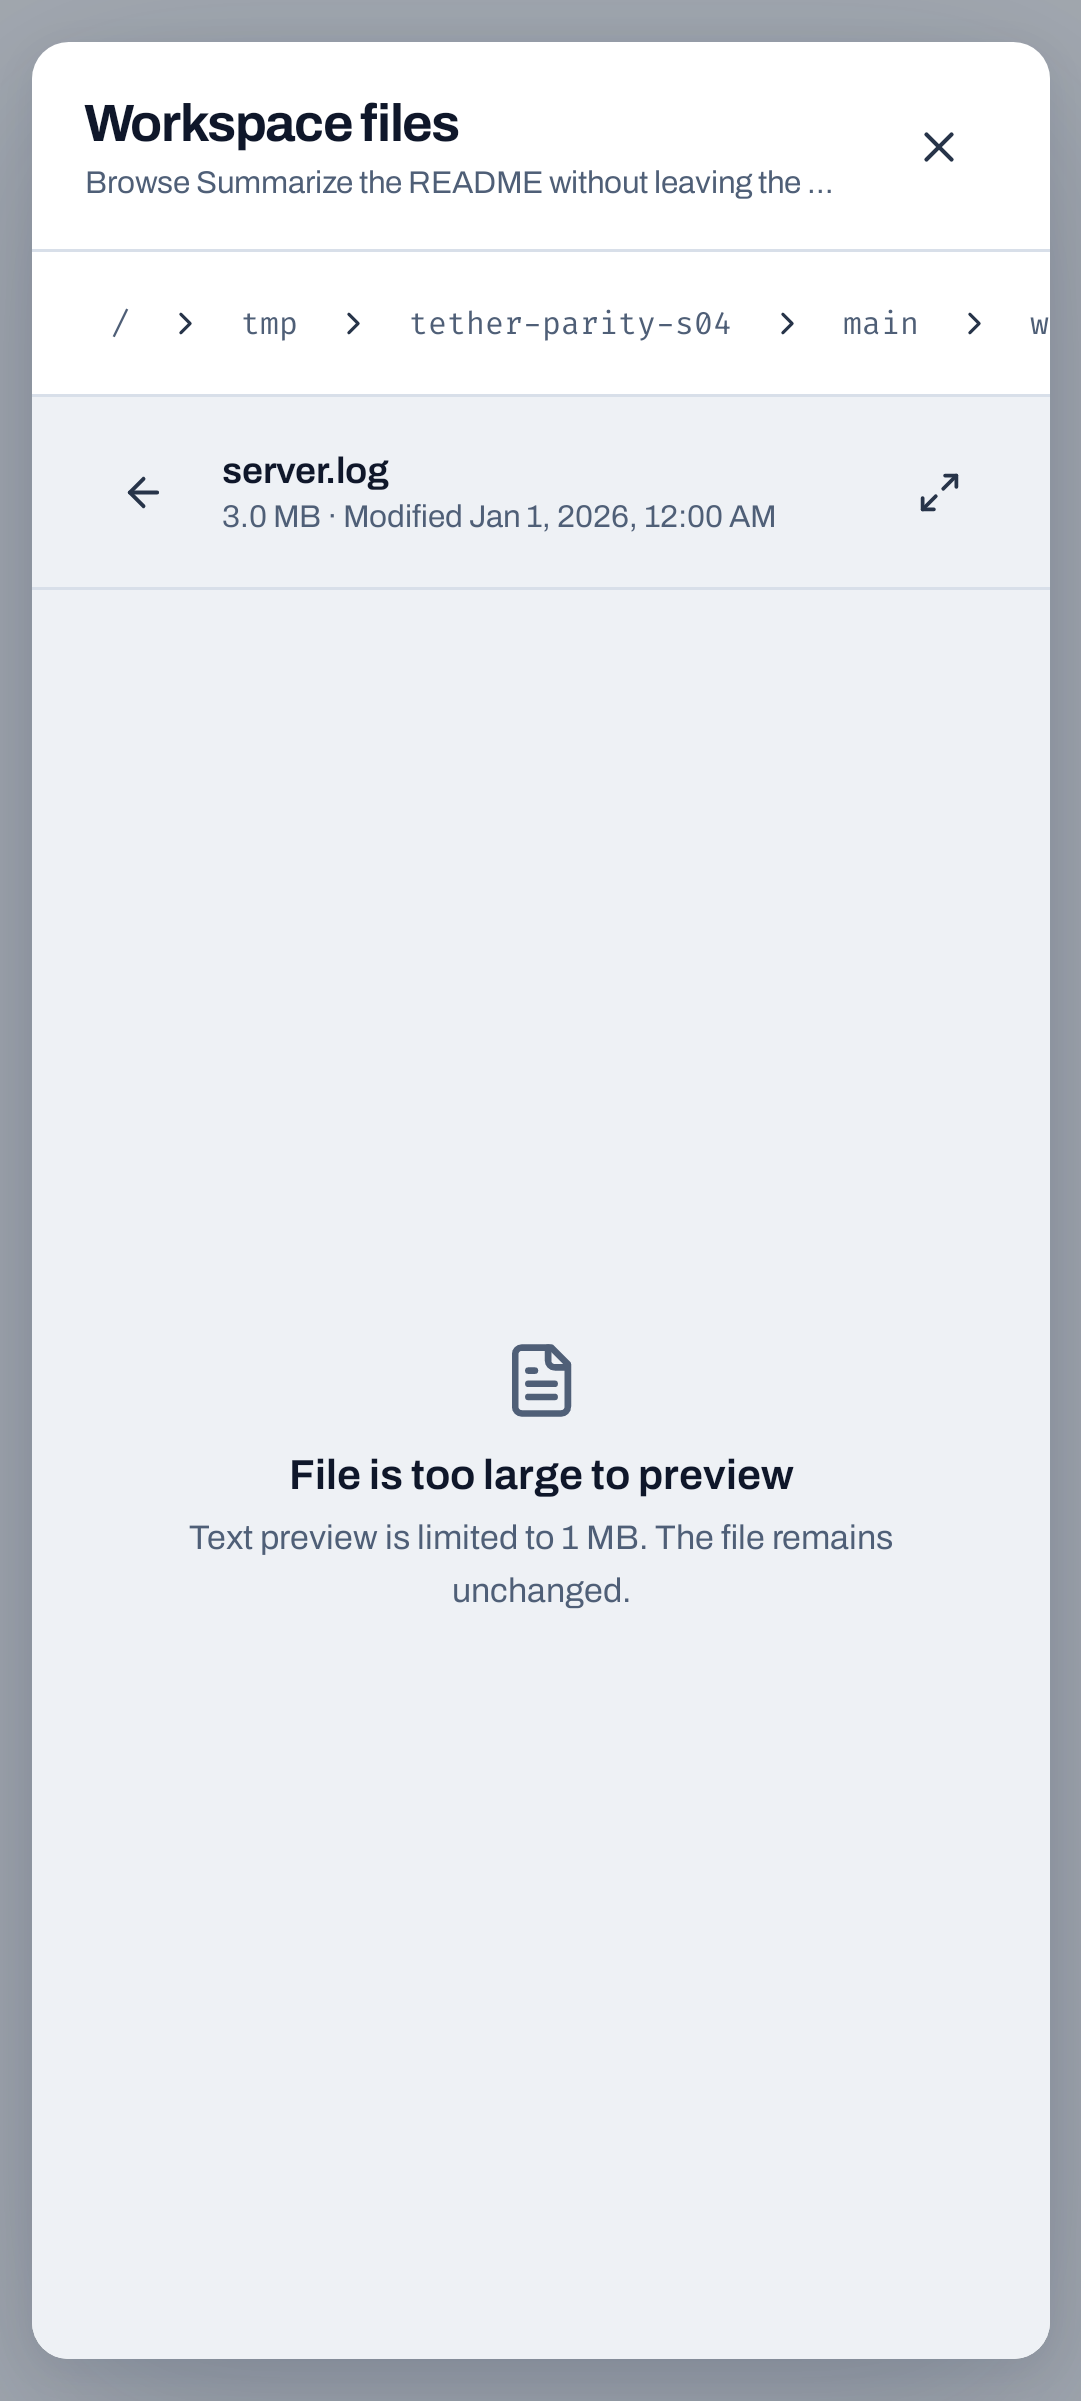 Workspace files
Browse Summarize the README without leaving the ...
/ > tmp > tether-parity-s04 > main > w
server.log
3.0 MB · Modified Jan 1, 2026, 12:00 AM
File is too large to preview
Text preview is limited to 1 MB. The file remains
unchanged.